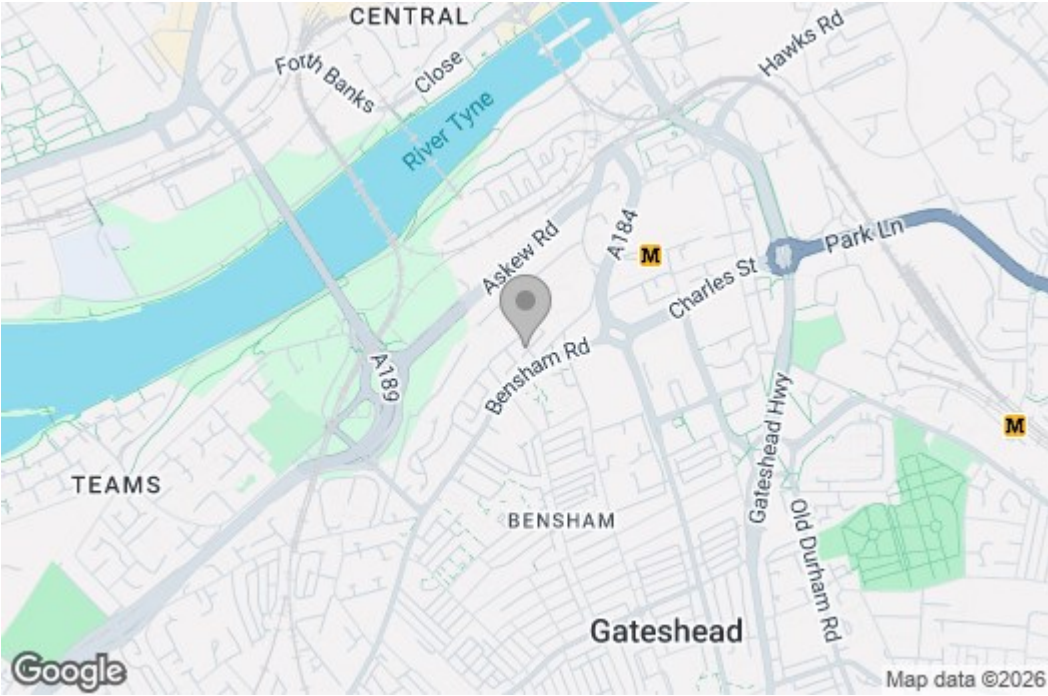 CENTRAL
Forth Banks
Close
Hawks Rd
River Tyne
Askew Rd
A184
M
Park Ln
Charles St
Bensham Rd
A189
Gateshead Hwy
M
TEAMS
BENSHAM
Old Durham Rd
Gateshead
Google
Map data ©2026